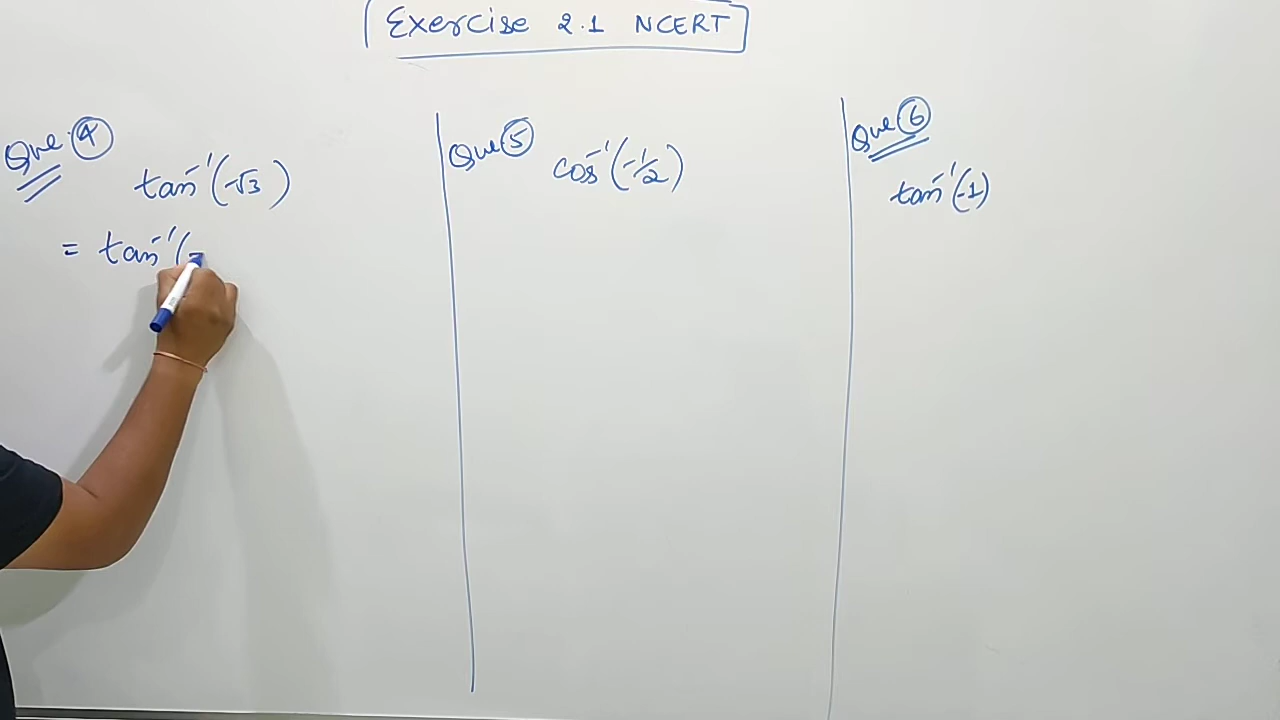 Exercise 2.1 NCERT
Que. 4
tan⁻¹(-√3)
= tan⁻¹(-
Que 5
cos⁻¹(-1/2)
Que 6
tan⁻¹(-1)